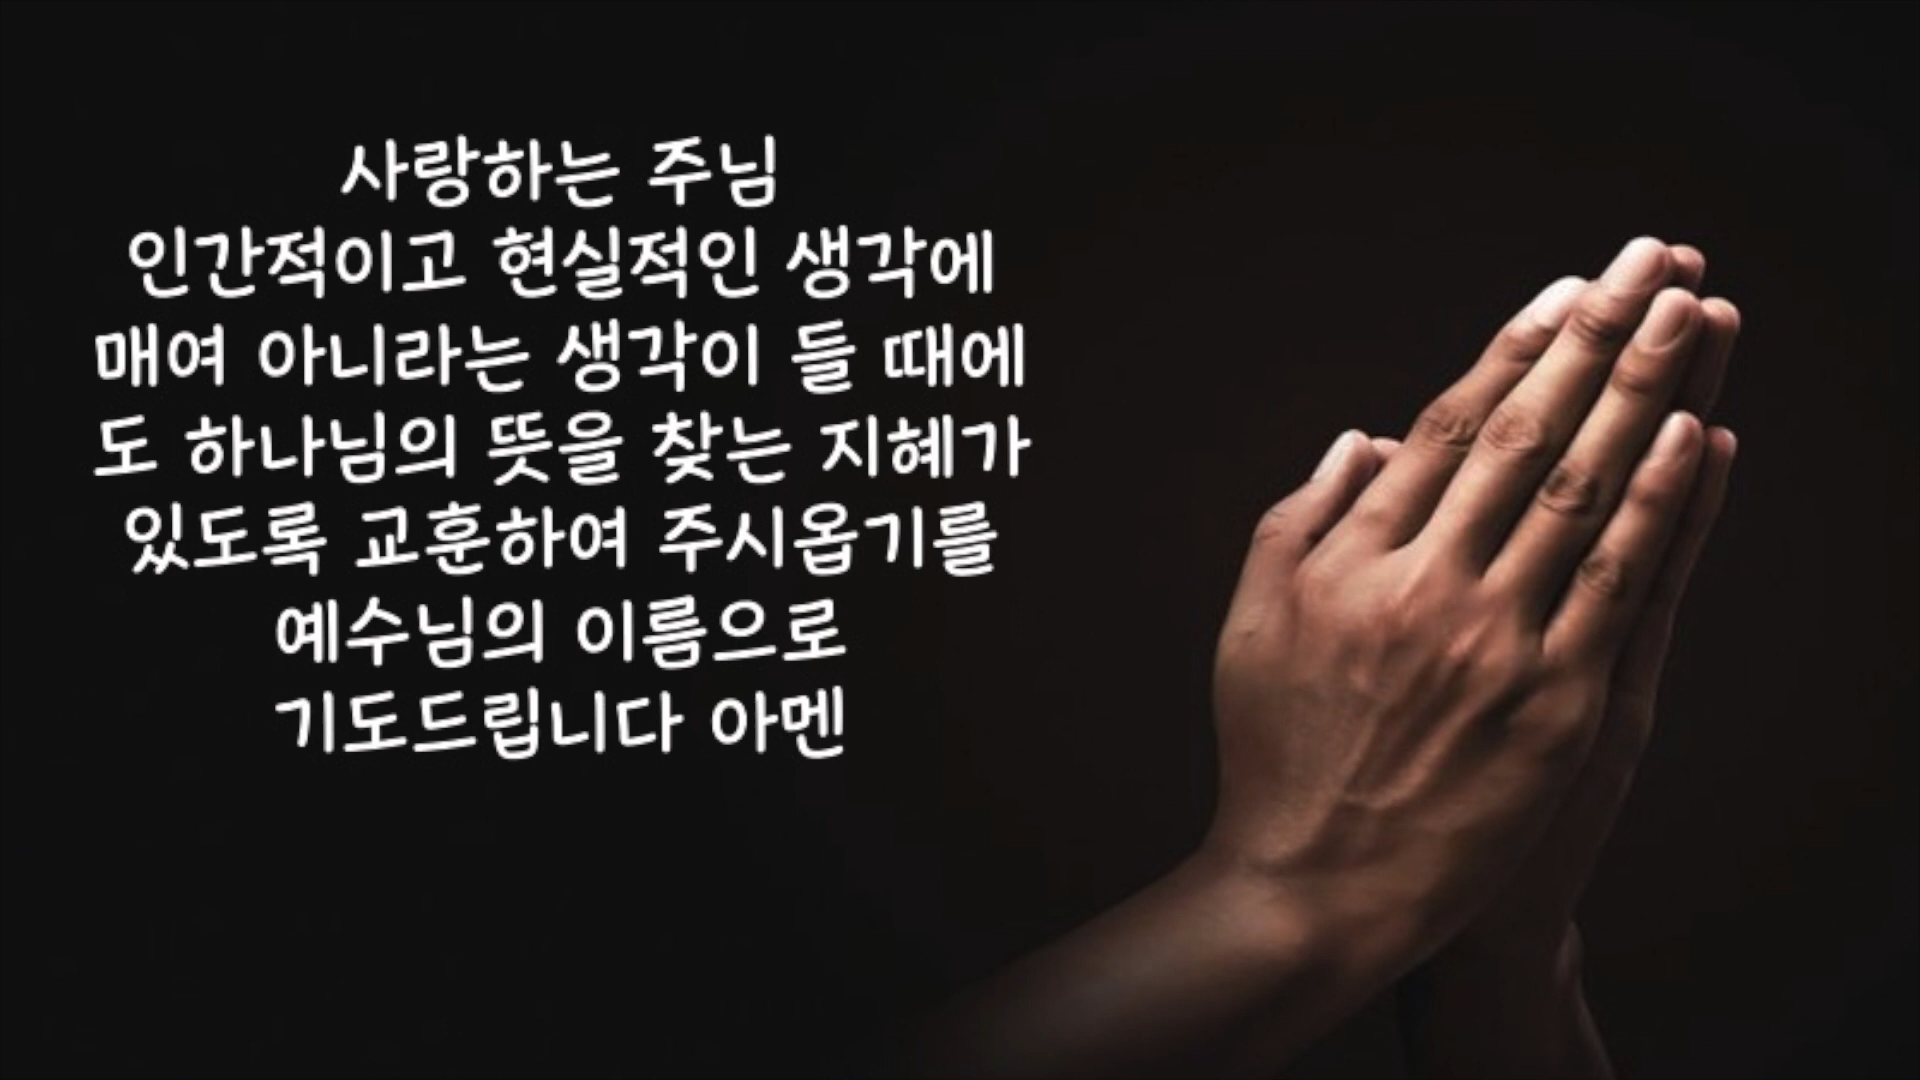 사랑하는 주님
인간적이고 현실적인 생각에
매여 아니라는 생각이 들 때에
도 하나님의 뜻을 찾는 지혜가
있도록 교훈하여 주시옵기를
예수님의 이름으로
기도드립니다 아멘